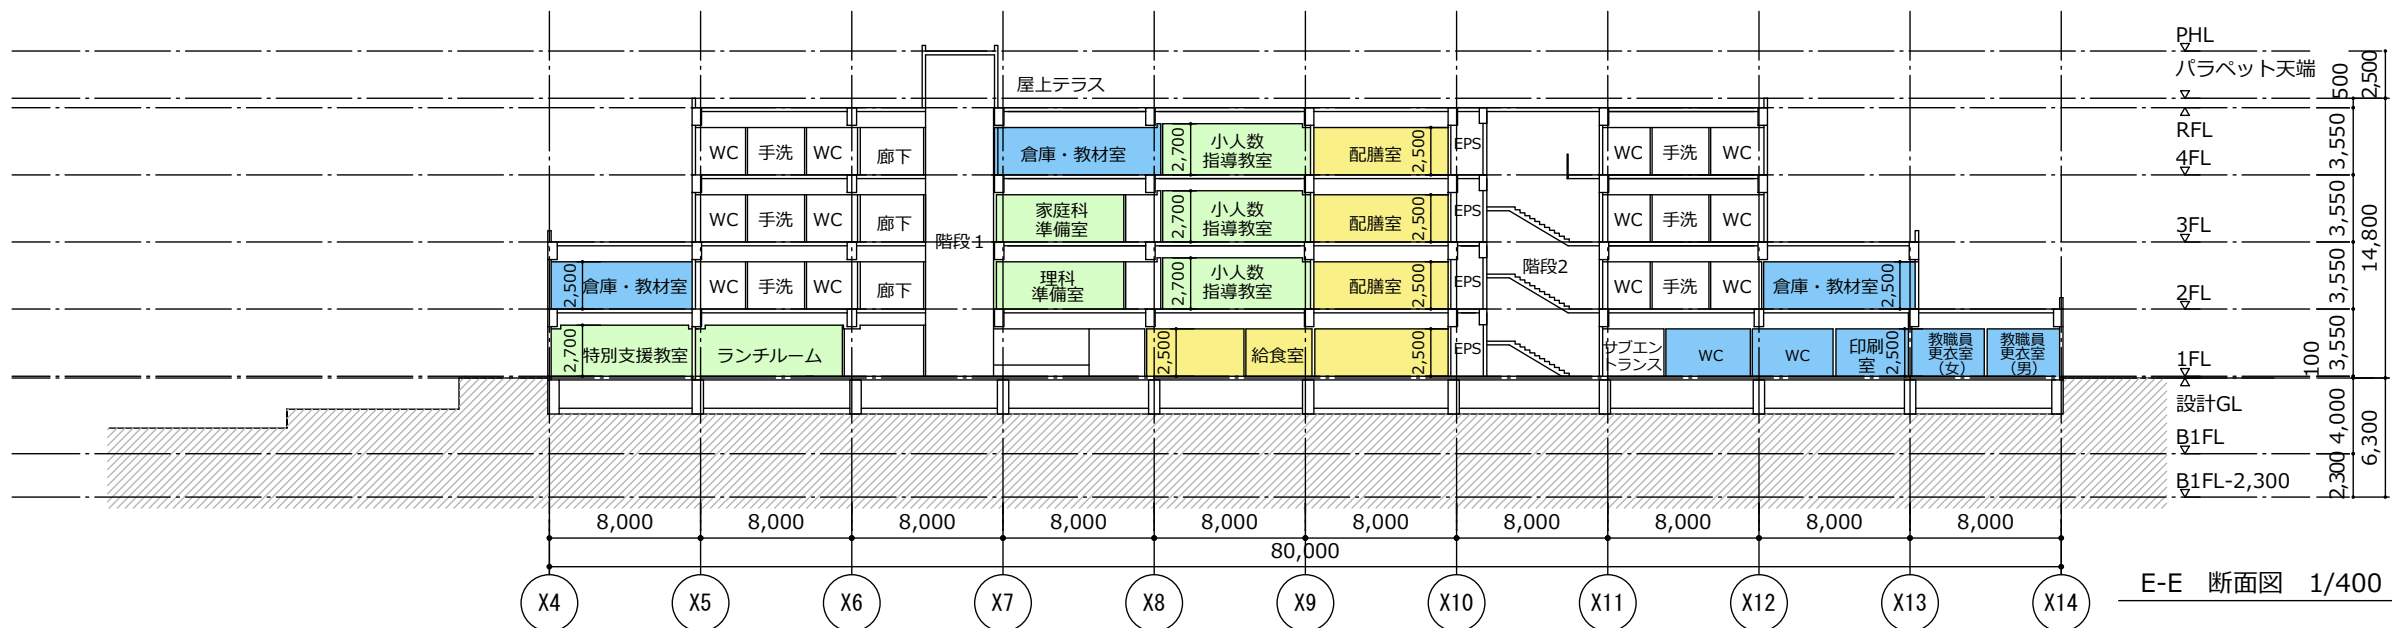 PHL
パラペット天端
500
2,500
屋上テラス
RFL
WC
手洗
WC
廊下
倉庫・教材室
2,700
小人数
指導教室
配膳室
2,500
EPS
WC
手洗
WC
4FL
3,550
WC
手洗
WC
廊下
家庭科
準備室
2,700
小人数
指導教室
配膳室
2,500
EPS
WC
手洗
WC
3FL
3,550
階段1
2,500
倉庫・教材室
WC
手洗
WC
廊下
理科
準備室
2,700
小人数
指導教室
配膳室
2,500
EPS
階段2
WC
手洗
WC
倉庫・教材室
2,500
2FL
3,550
14,800
2,700
特別支援教室
ランチルーム
2,500
給食室
2,500
EPS
サブエン
トランス
WC
WC
印刷
室
2,500
教職員
更衣室
(女)
教職員
更衣室
(男)
1FL
100
3,550
設計GL
B1FL
4,000
6,300
B1FL-2,300
2,300
8,000
8,000
8,000
8,000
8,000
8,000
8,000
8,000
8,000
8,000
80,000
X4
X5
X6
X7
X8
X9
X10
X11
X12
X13
X14
E-E 断面図 1/400